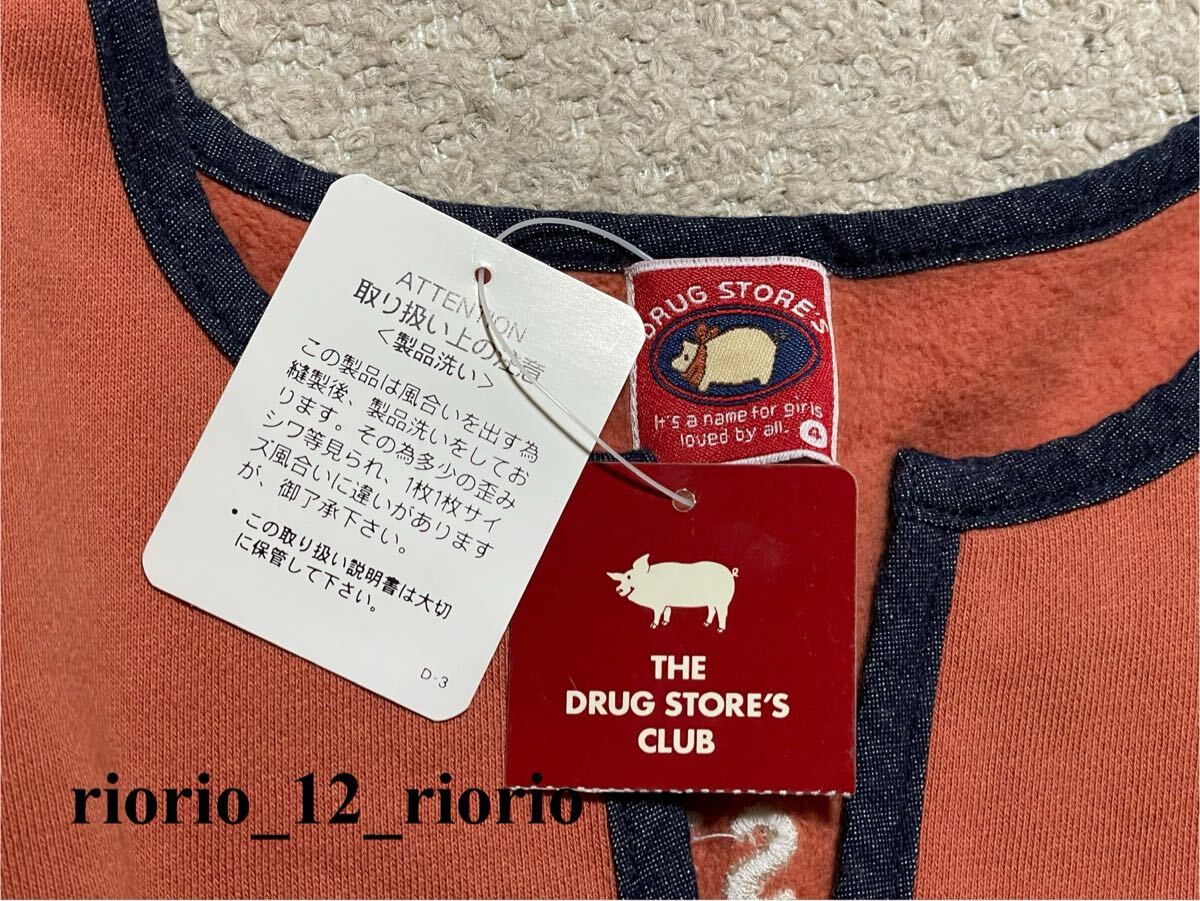 ATTENTION
取り扱い上の注意
<製品洗い>
この製品は風合いを出す為
縫製後、製品洗いをしてお
ります。その為多少の歪み
シワ等見られ、1枚1枚サイ
ズ風合いに違いがあります
が、御了承下さい。
・この取り扱い説明書は大切
に保管して下さい。
D-3
DRUG STORE'S
It's a name for girls
loved by all.
4
THE
DRUG STORE'S
CLUB
riorio_12_riorio